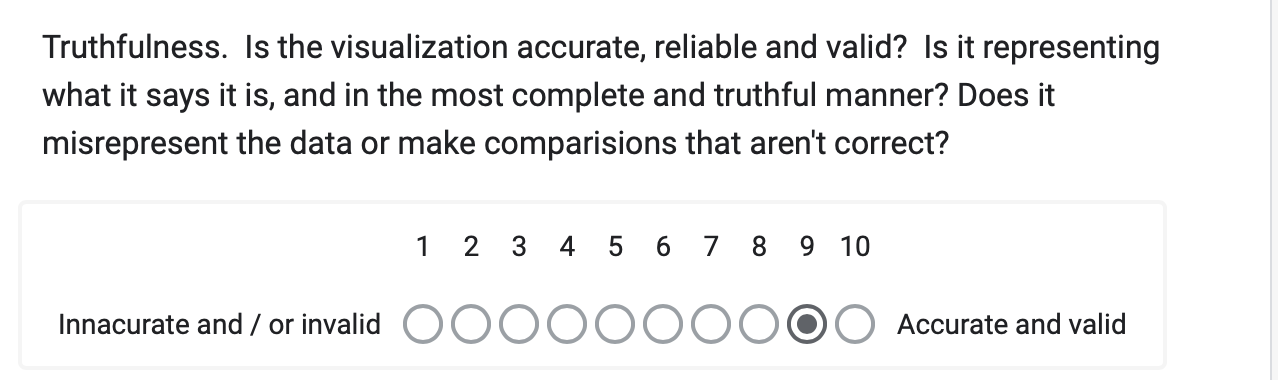 Truthfulness.  Is the visualization accurate, reliable and valid?  Is it representing
what it says it is, and in the most complete and truthful manner? Does it
misrepresent the data or make comparisions that aren't correct?
1 2 3 4 5 6 7 8 9 10
Innacurate and / or invalid Accurate and valid